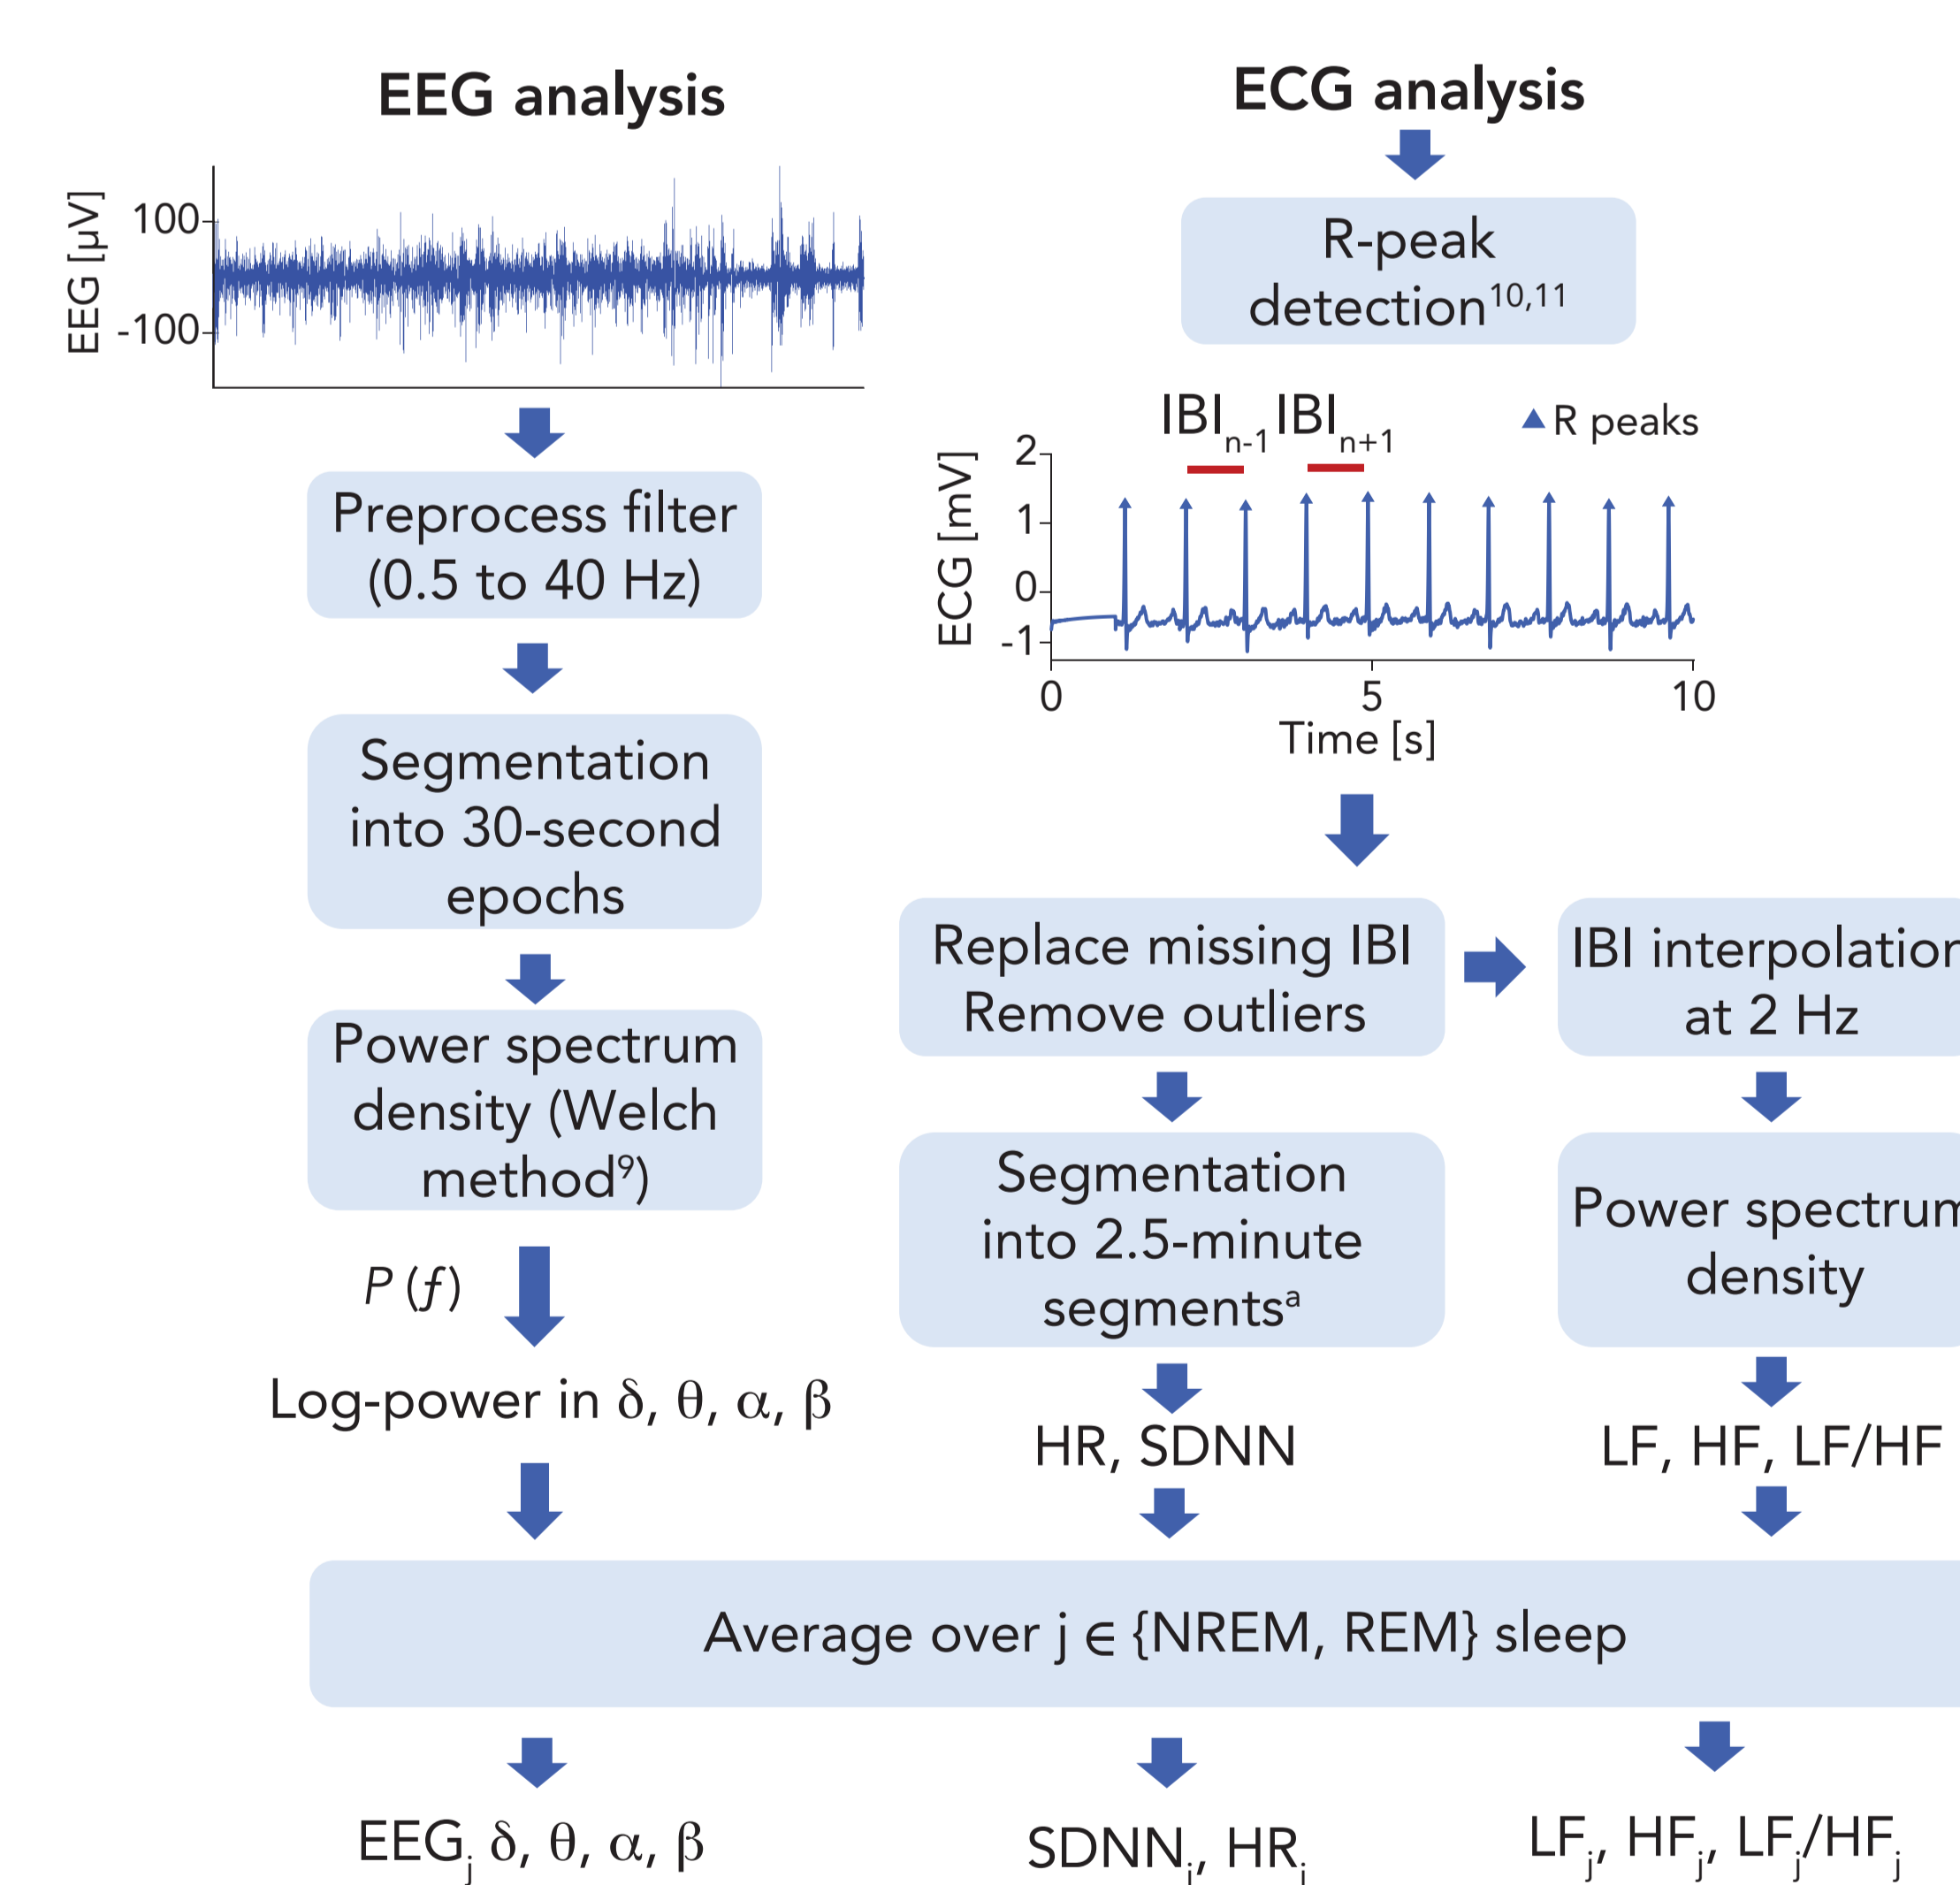 EEG analysis
EEG [µV]
100
-100
Preprocess filter
(0.5 to 40 Hz)
Segmentation
into 30-second
epochs
Power spectrum
density (Welch
method9)
P (f)
Log-power in δ, θ, α, β
ECG analysis
R-peak
detection10,11
IBIn-1 IBIn+1
R peaks
ECG [mV]
2
1
0
-1
0 5 10
Time [s]
Replace missing IBI
Remove outliers
IBI interpolation
at 2 Hz
Segmentation
into 2.5-minute
segmentsa
Power spectrum
density
HR, SDNN
LF, HF, LF/HF
Average over j ∈ {NREM, REM} sleep
EEGj δ, θ, α, β
SDNNj, HRj
LFj, HFj, LFj/HFj